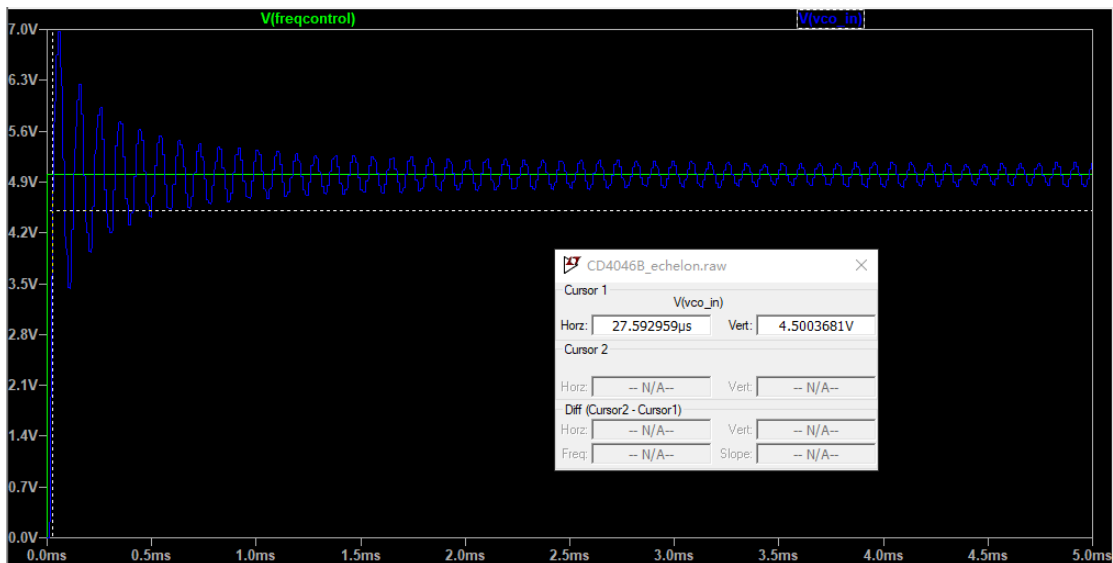 V(freqcontrol) V(vco_in)
7.0V
6.3V
5.6V
4.9V
4.2V
3.5V
2.8V
2.1V
1.4V
0.7V
0.0V
0.0ms 0.5ms 1.0ms 1.5ms 2.0ms 2.5ms 3.0ms 3.5ms 4.0ms 4.5ms 5.0ms
CD4046B_echelon.raw
Cursor 1
V(vco_in)
Horz: 27.592959µs Vert: 4.5003681V
Cursor 2
Horz: -- N/A-- Vert: -- N/A--
Diff (Cursor2 - Cursor1)
Horz: -- N/A-- Vert: -- N/A--
Freq: -- N/A-- Slope: -- N/A--